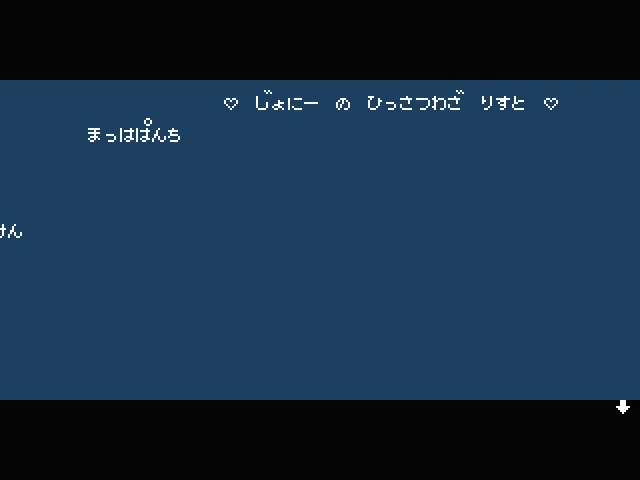 ♡ じょにー の ひっさつわざ りすと ♡
まっはぱんち
けん